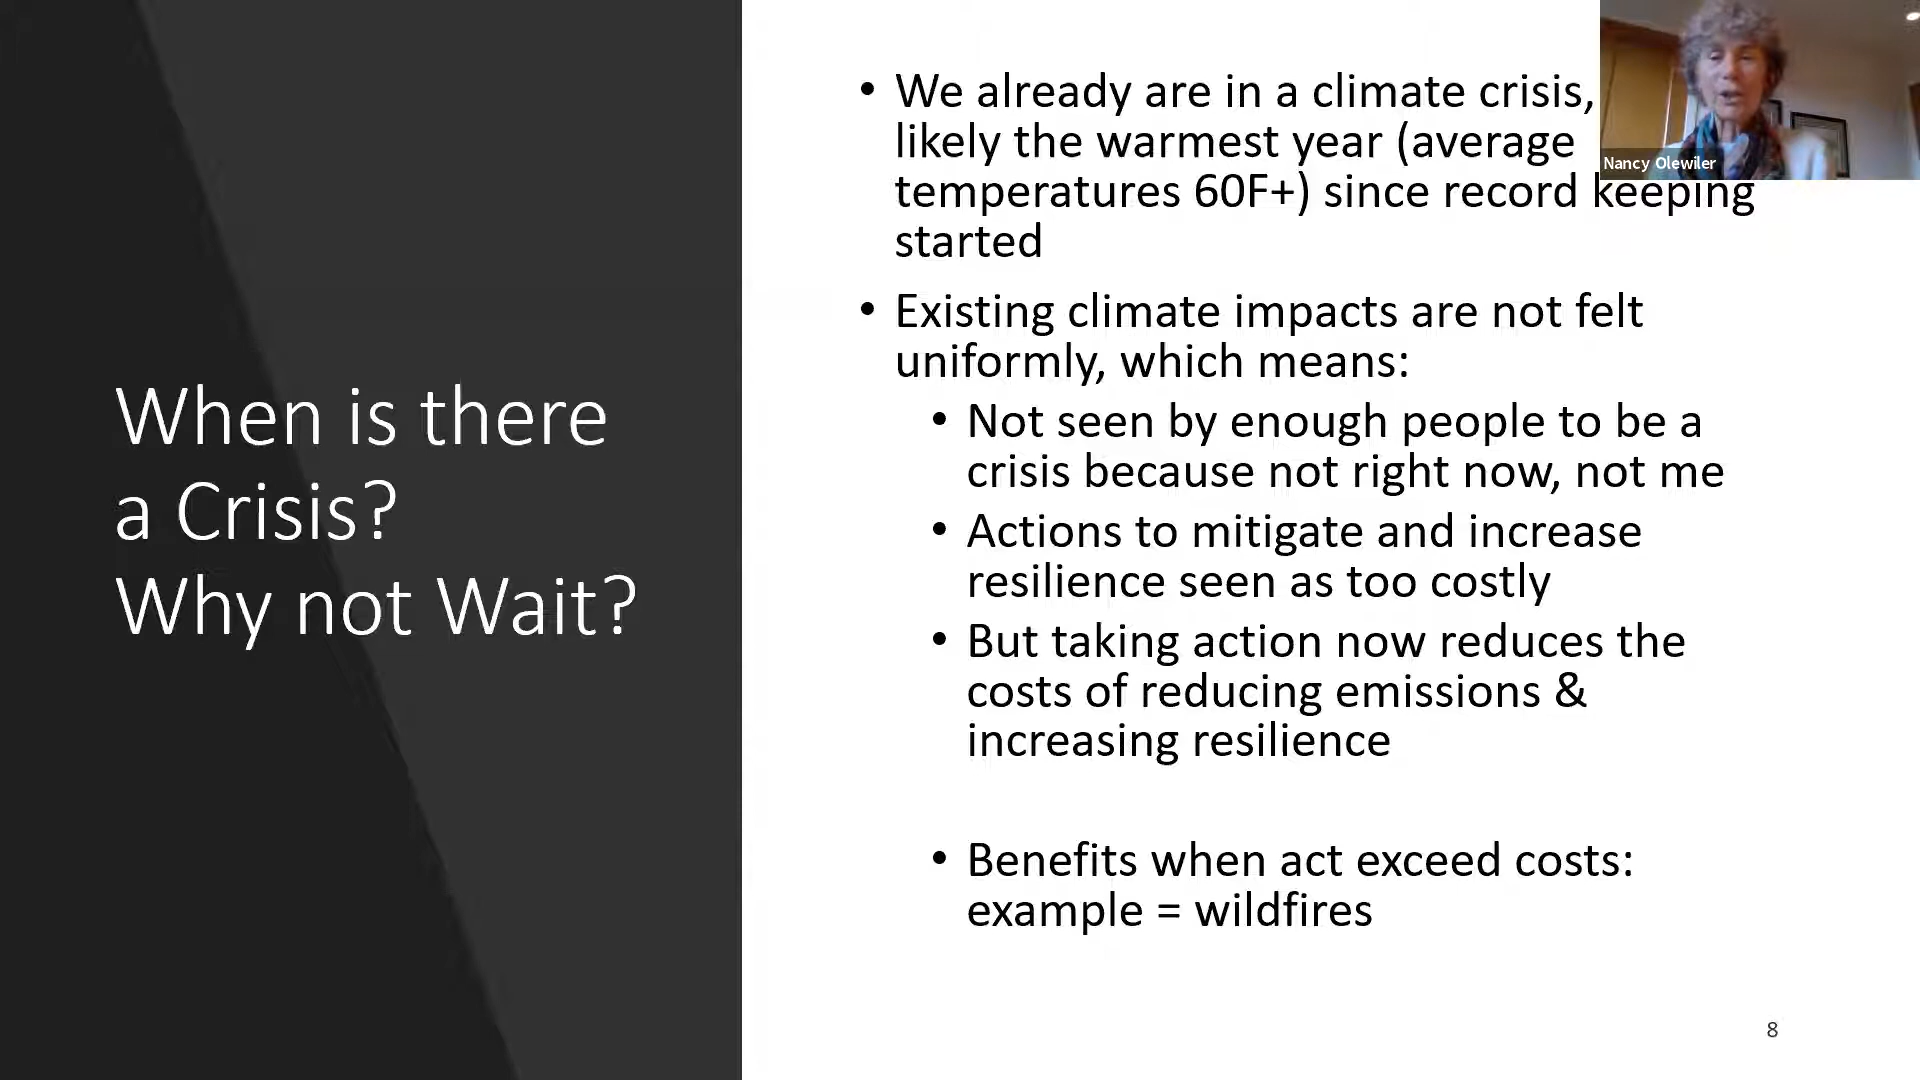 When is there
a Crisis?
Why not Wait?
• We already are in a climate crisis,
likely the warmest year (average
temperatures 60F+) since record keeping
started
• Existing climate impacts are not felt
uniformly, which means:
• Not seen by enough people to be a
crisis because not right now, not me
• Actions to mitigate and increase
resilience seen as too costly
• But taking action now reduces the
costs of reducing emissions &
increasing resilience
• Benefits when act exceed costs:
example = wildfires
Nancy Olewiler
8